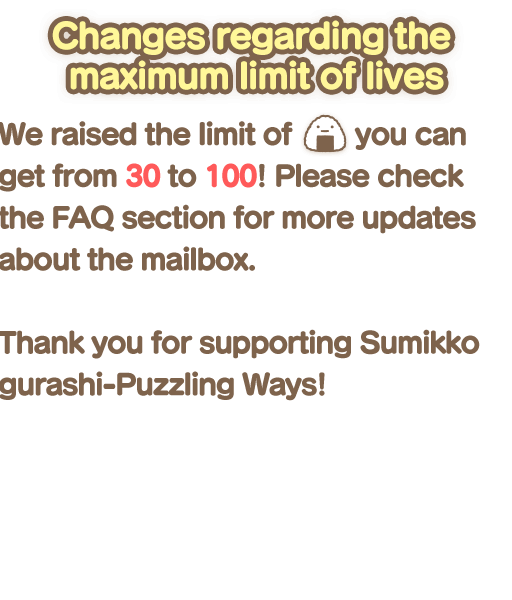 Changes regarding the
maximum limit of lives
We raised the limit of you can
get from 30 to 100! Please check
the FAQ section for more updates
about the mailbox.
Thank you for supporting Sumikko
gurashi-Puzzling Ways!